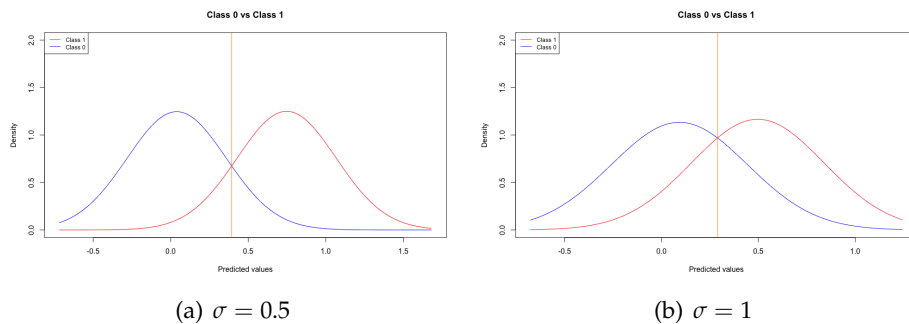 Class 0 vs Class 1
Class 1
Class 0
Density
0.0 0.5 1.0 1.5 2.0
-0.5 0.0 0.5 1.0 1.5
Predicted values
(a) σ = 0.5
Class 0 vs Class 1
Class 1
Class 0
Density
0.0 0.5 1.0 1.5 2.0
-0.5 0.0 0.5 1.0
Predicted values
(b) σ = 1